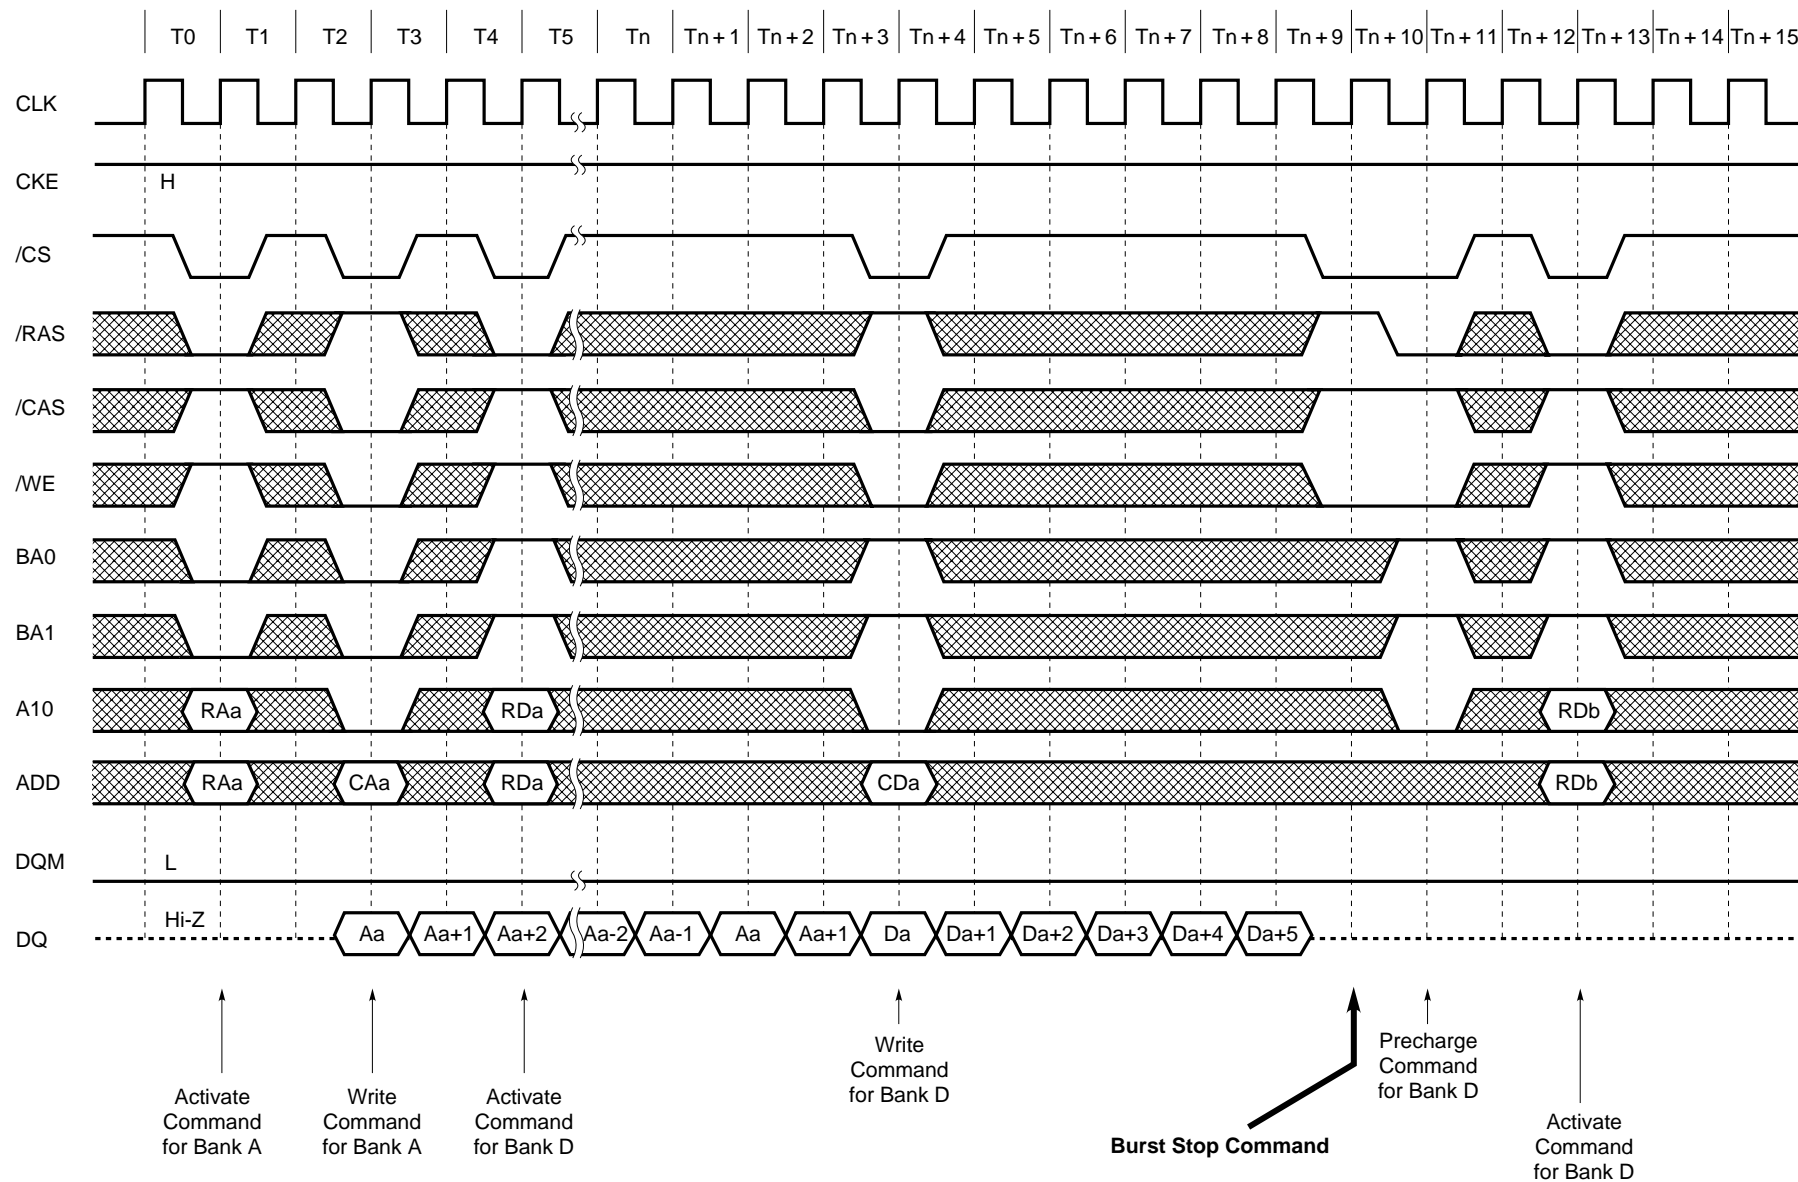 T0 T1 T2 T3 T4 T5 Tn Tn + 1 Tn + 2 Tn + 3 Tn + 4 Tn + 5 Tn + 6 Tn + 7 Tn + 8 Tn + 9 Tn + 10 Tn + 11 Tn + 12 Tn + 13 Tn + 14 Tn + 15
CLK
CKE H
/CS
/RAS
/CAS
/WE
BA0
BA1
A10 RAa RDa RDb
ADD RAa CAa RDa CDa RDb
DQM L
Hi-Z
DQ Aa Aa+1 Aa+2 Aa-2 Aa-1 Aa Aa+1 Da Da+1 Da+2 Da+3 Da+4 Da+5
Activate
Command
for Bank A
Write
Command
for Bank A
Activate
Command
for Bank D
Write
Command
for Bank D
Burst Stop Command
Precharge
Command
for Bank D
Activate
Command
for Bank D